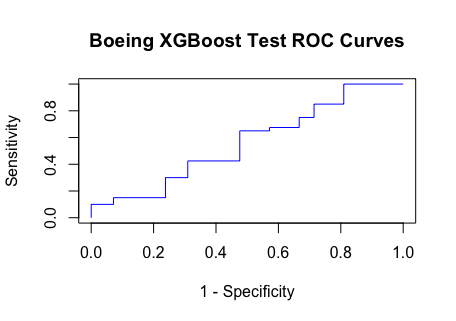 Boeing XGBoost Test ROC Curves
Sensitivity
0.8
0.4
0.0
0.0 0.2 0.4 0.6 0.8 1.0
1 - Specificity